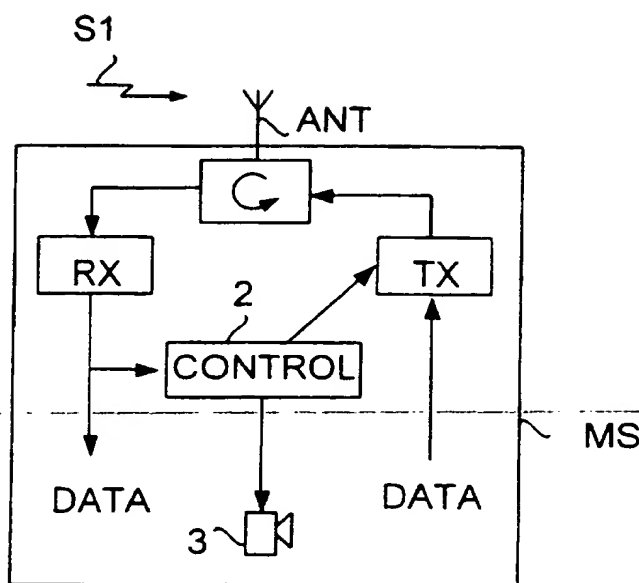 S1
ANT
RX
TX
2
CONTROL
MS
DATA
DATA
3